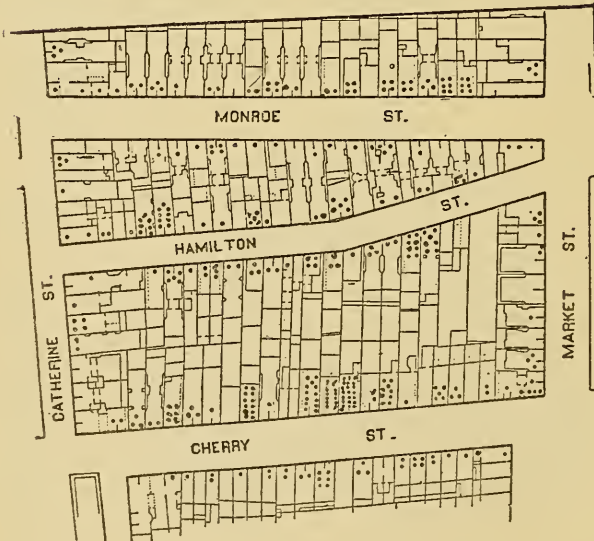 MONROE ST.
HAMILTON ST.
CATHERINE ST.
MARKET ST.
CHERRY ST.